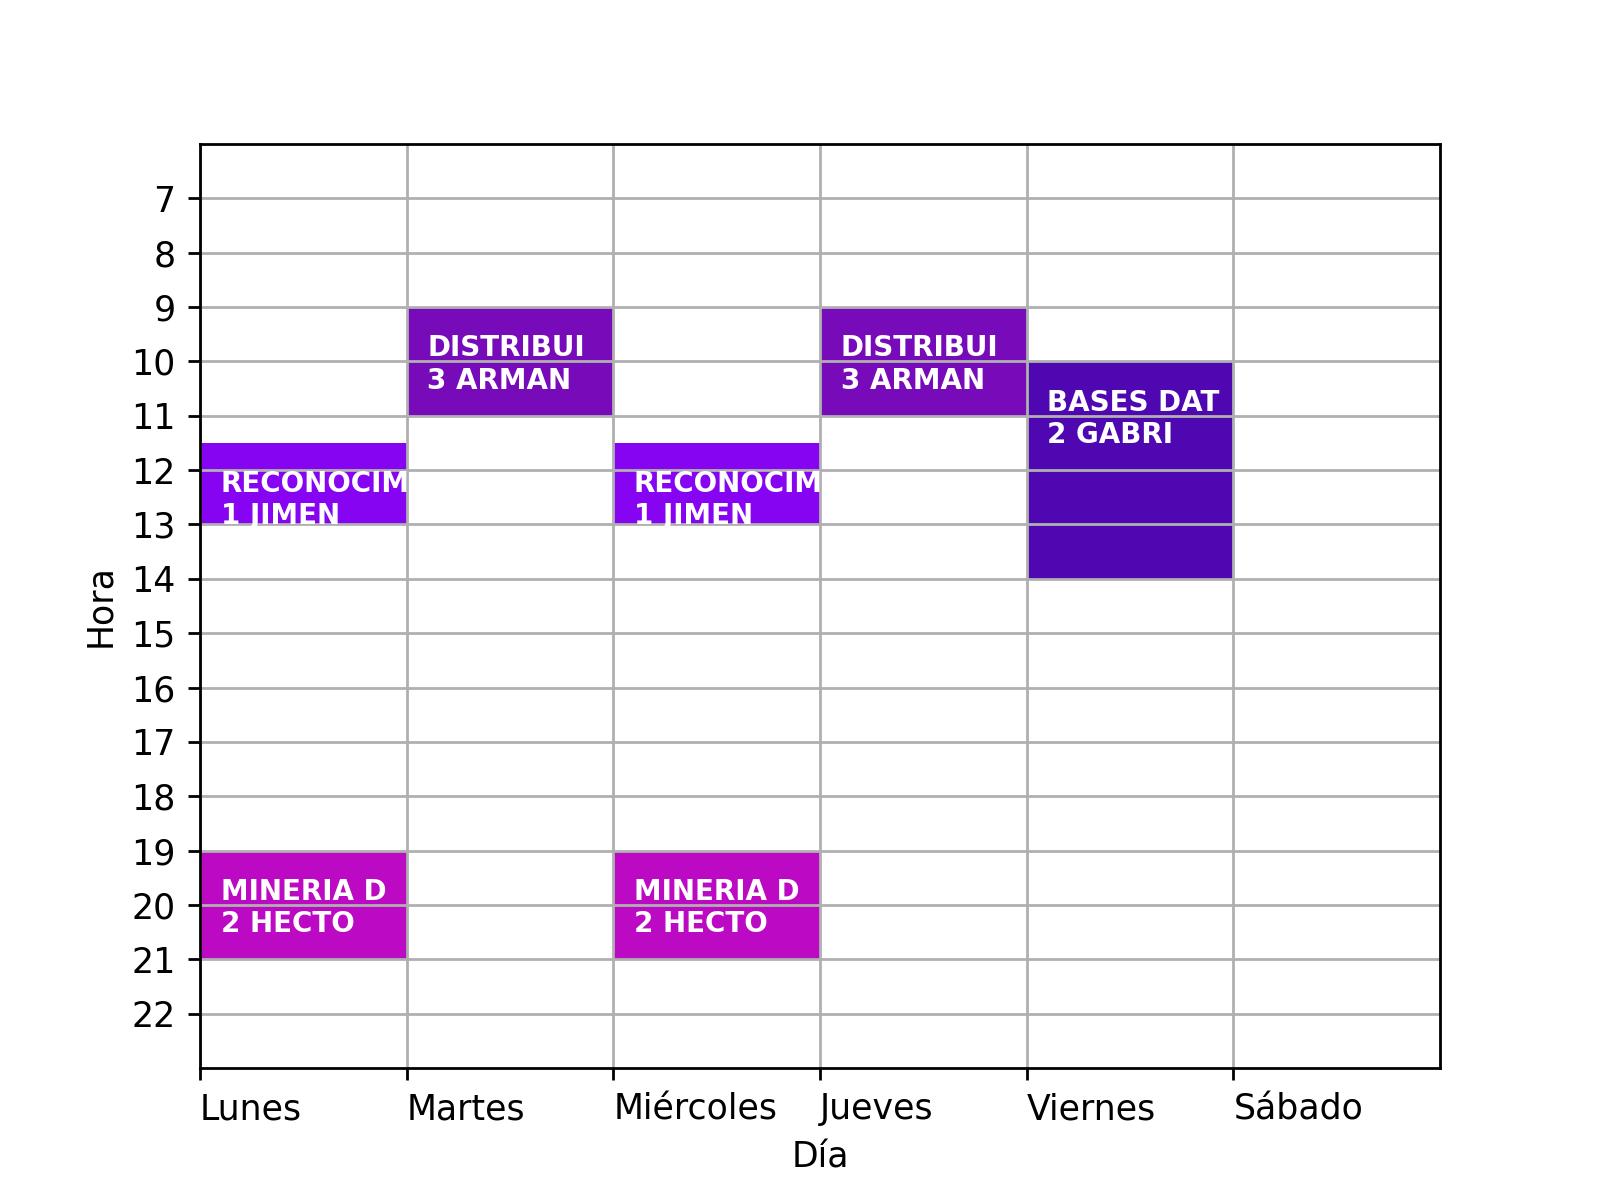 7
8
9
DISTRIBUI
3 ARMAN
DISTRIBUI
3 ARMAN
10
BASES DAT
2 GABRI
11
12
RECONOCIM
1 JIMEN
RECONOCIM
1 JIMEN
13
14
Hora
15
16
17
18
19
MINERIA D
2 HECTO
MINERIA D
2 HECTO
20
21
22
Lunes
Martes
Miércoles
Jueves
Viernes
Sábado
Día